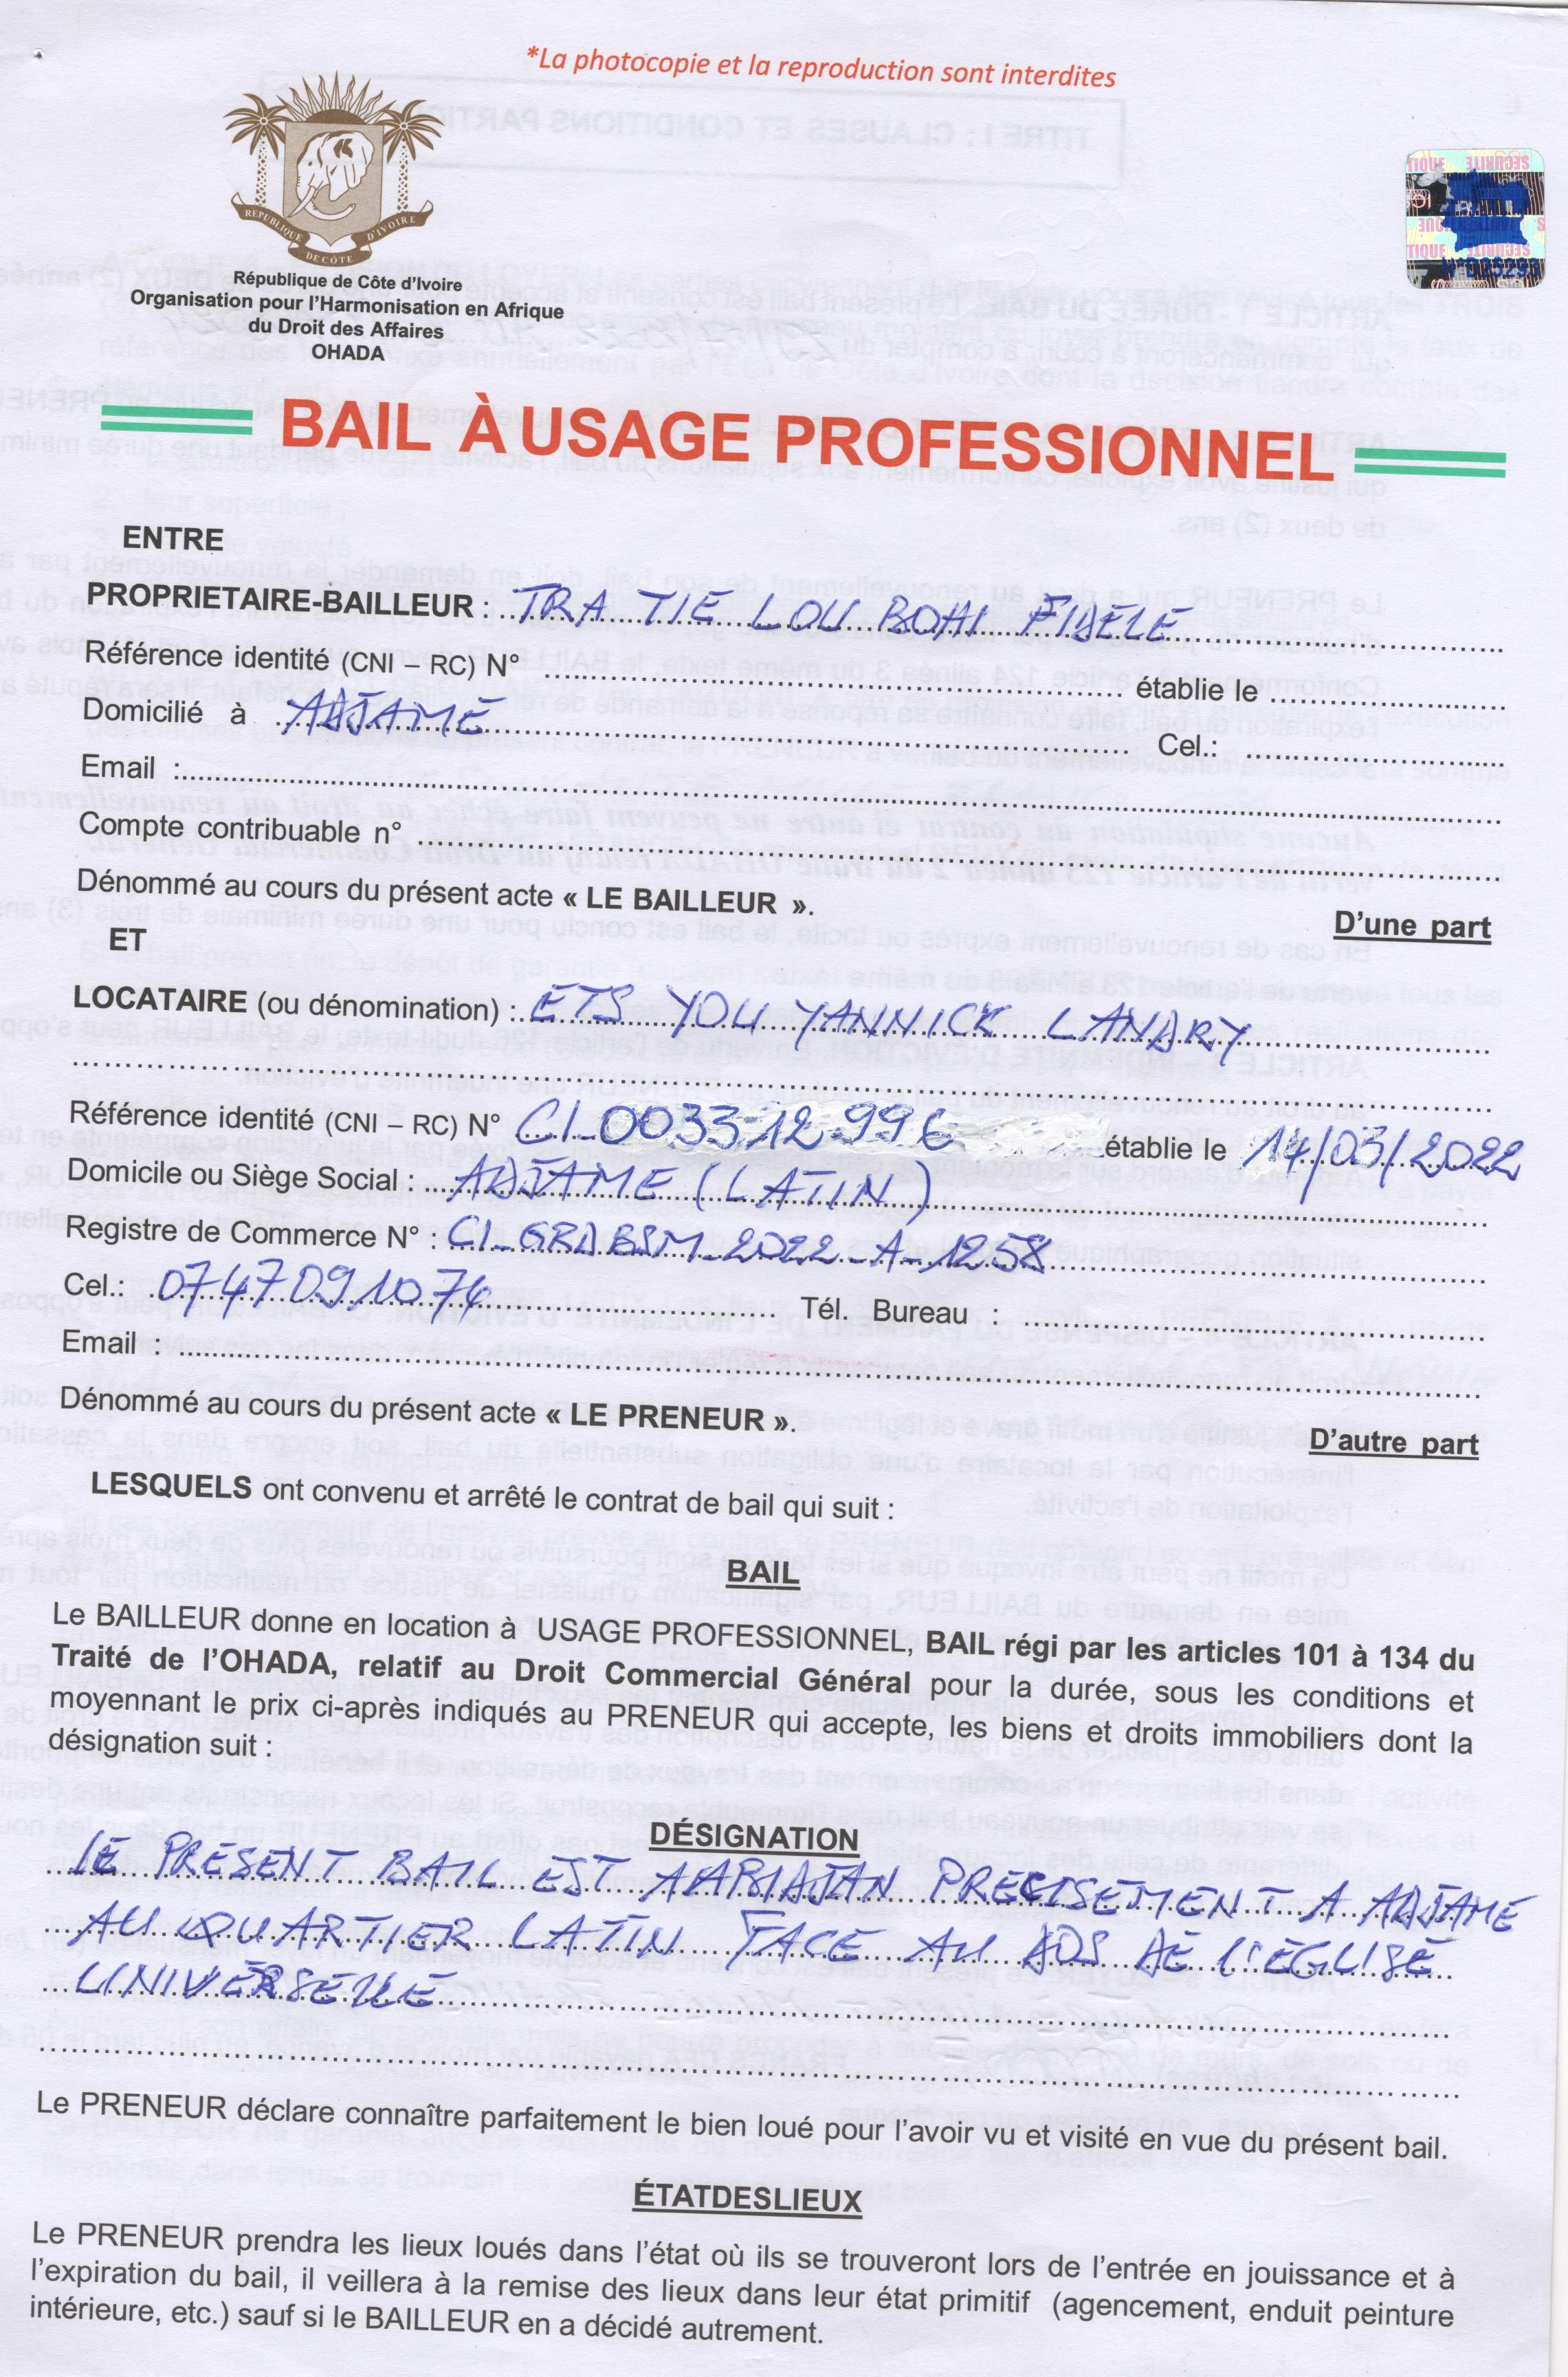 *La photocopie et la reproduction sont interdites
REPUBLIQUE DE CÔTE D'IVOIRE
République de Côte d'Ivoire
Organisation pour l'Harmonisation en Afrique
du Droit des Affaires
OHADA
BAIL
BAIL À USAGE PROFESSIONNEL
ENTRE
PROPRIETAIRE-BAILLEUR : TRA TIE LOU BOHI FIDELE
Référence identité (CNI – RC) N° établie le
Domicilié à ADJAMÉ Cel.:
Email :
Compte contribuable n°
Dénommé au cours du présent acte « LE BAILLEUR ».
D'une part
ET
LOCATAIRE (ou dénomination) : ETS YOU YANNICK LANDRY
Référence identité (CNI – RC) N° CI_003312996 établie le 14/03/2022
Domicile ou Siège Social : ADJAME (LATIN)
Registre de Commerce N° : CI_GRDBSM_2022_A_1258
Cel.: 0747091074 Tél. Bureau :
Email :
Dénommé au cours du présent acte « LE PRENEUR ».
D'autre part
LESQUELS ont convenu et arrêté le contrat de bail qui suit :
BAIL
Le BAILLEUR donne en location à USAGE PROFESSIONNEL, BAIL régi par les articles 101 à 134 du
Traité de l'OHADA, relatif au Droit Commercial Général pour la durée, sous les conditions et
moyennant le prix ci-après indiqués au PRENEUR qui accepte, les biens et droits immobiliers dont la
désignation suit :
DÉSIGNATION
LE PRESENT BAIL EST A ABIDJAN PRECISEMENT A ADJAME
AU QUARTIER LATIN FACE AU DOS DE L'ÉGLISE
UNIVERSELLE
Le PRENEUR déclare connaître parfaitement le bien loué pour l'avoir vu et visité en vue du présent bail.
ÉTATDESLIEUX
Le PRENEUR prendra les lieux loués dans l'état où ils se trouveront lors de l'entrée en jouissance et à
l'expiration du bail, il veillera à la remise des lieux dans leur état primitif (agencement, enduit peinture
intérieure, etc.) sauf si le BAILLEUR en a décidé autrement.